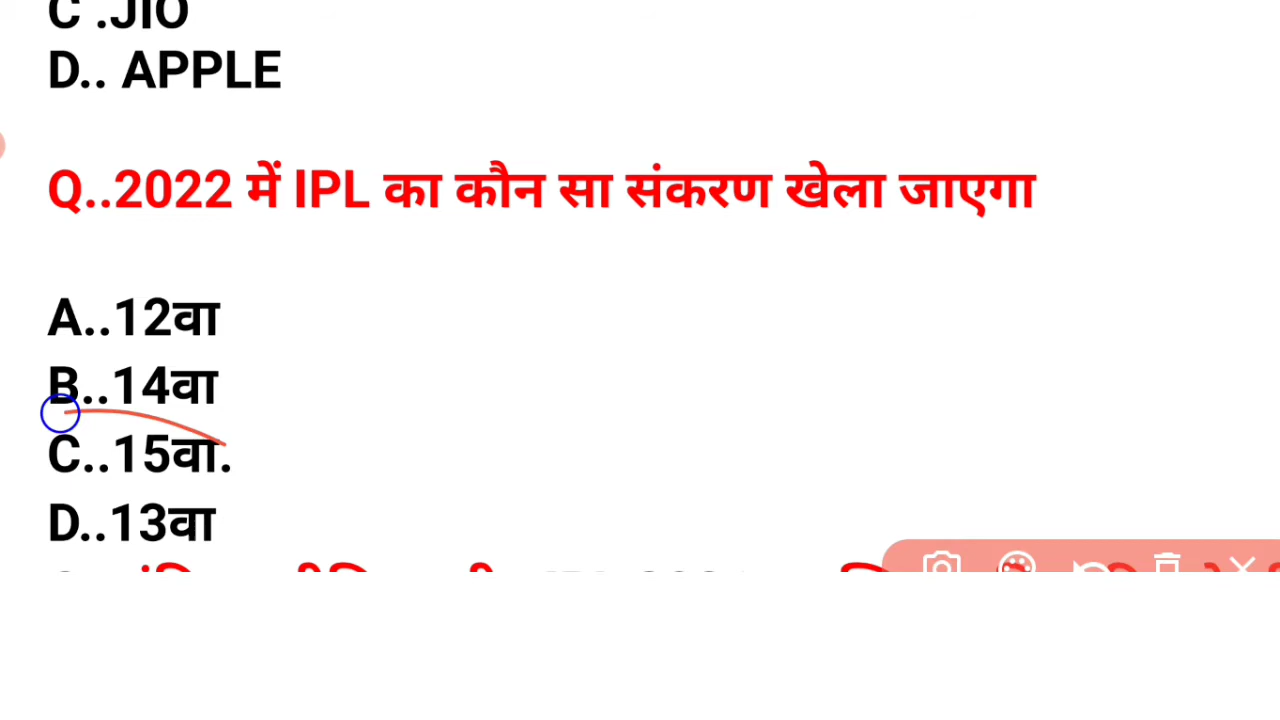 C .JIO
D.. APPLE
Q..2022 में IPL का कौन सा संकरण खेला जाएगा
A..12वा
B..14वा
C..15वा.
D..13वा